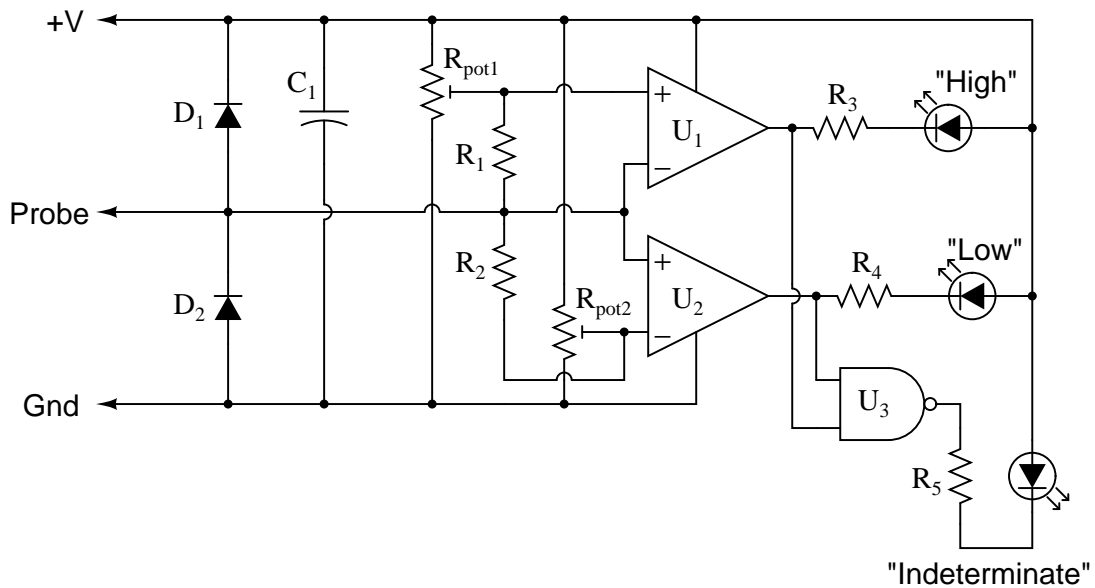 +V
D1
C1
Rpot1
R1
+
−
U1
R3
"High"
Probe
D2
R2
Rpot2
+
−
U2
R4
"Low"
Gnd
U3
R5
"Indeterminate"